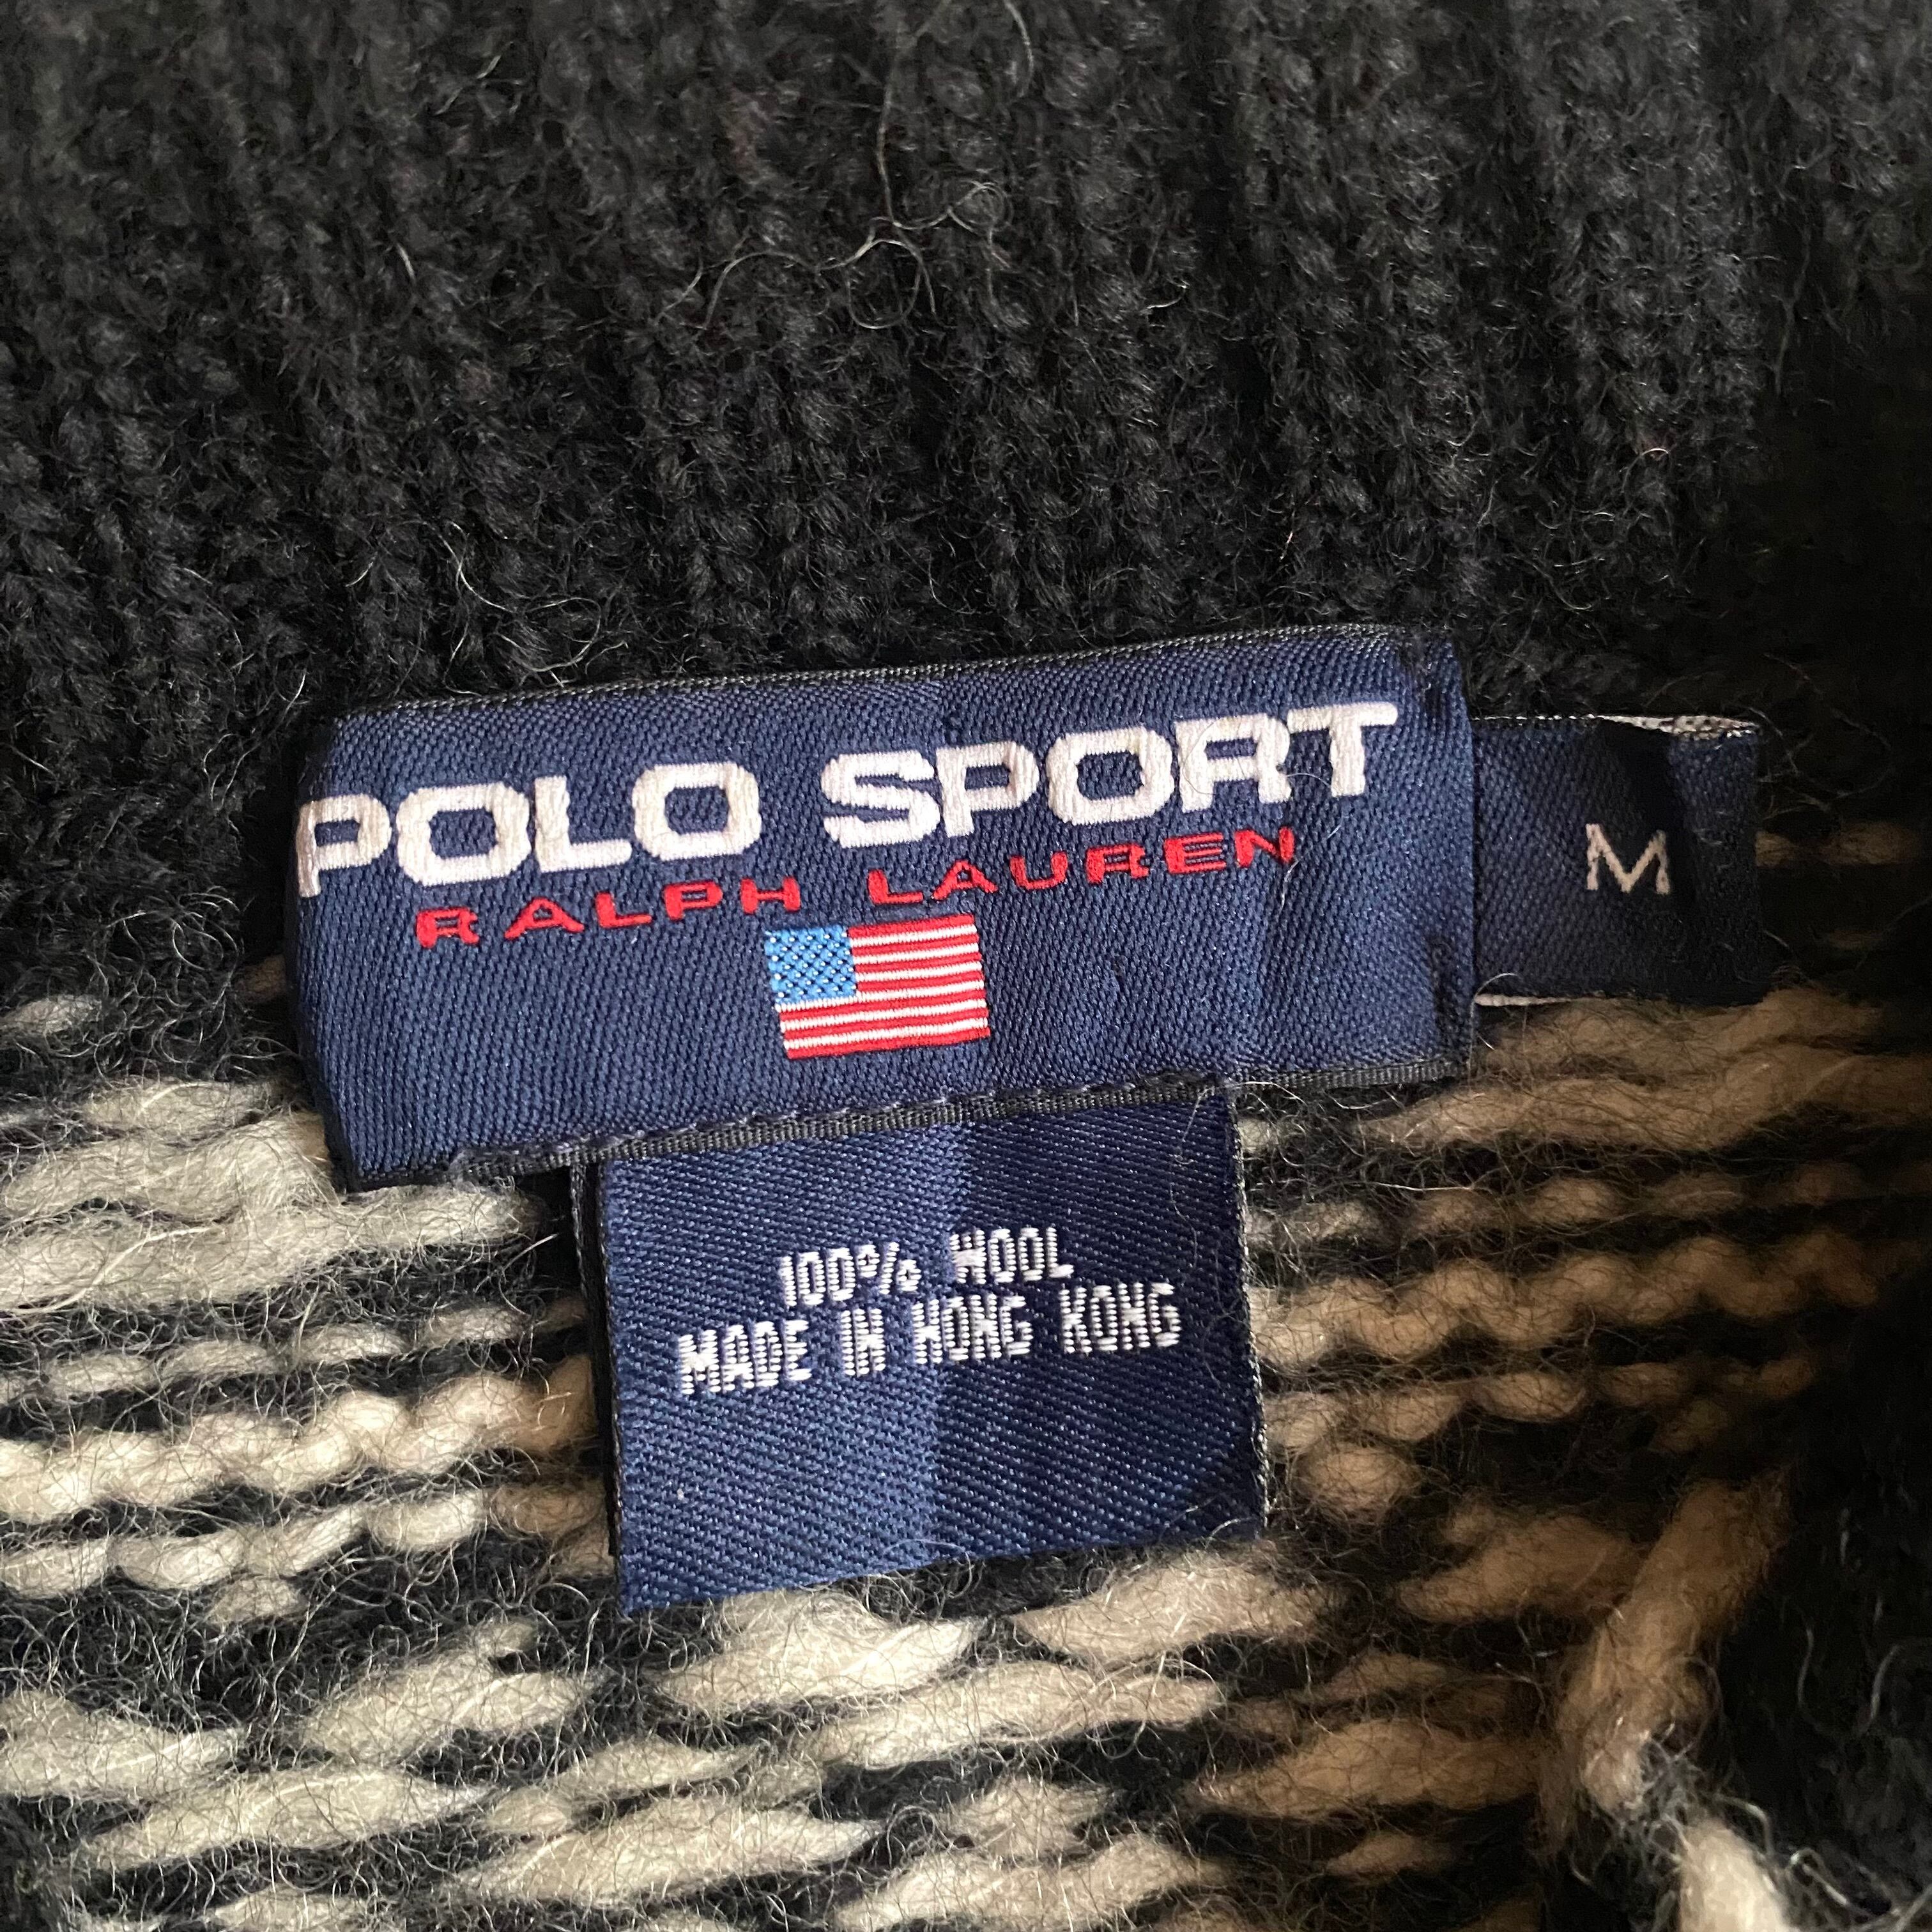 POLO SPORT
RALPH LAUREN
M
100% WOOL
MADE IN HONG KONG